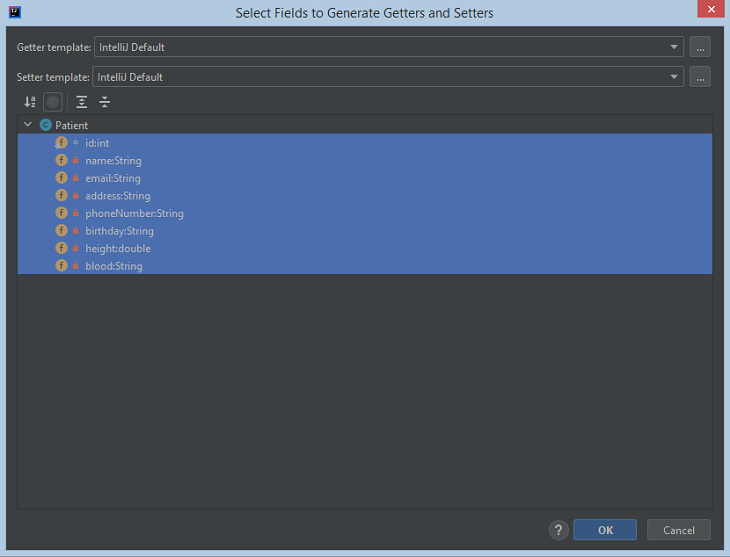 Select Fields to Generate Getters and Setters
Getter template: IntelliJ Default ...
Setter template: IntelliJ Default ...
Patient
id:int
name:String
email:String
address:String
phoneNumber:String
birthday:String
height:double
blood:String
? OK Cancel